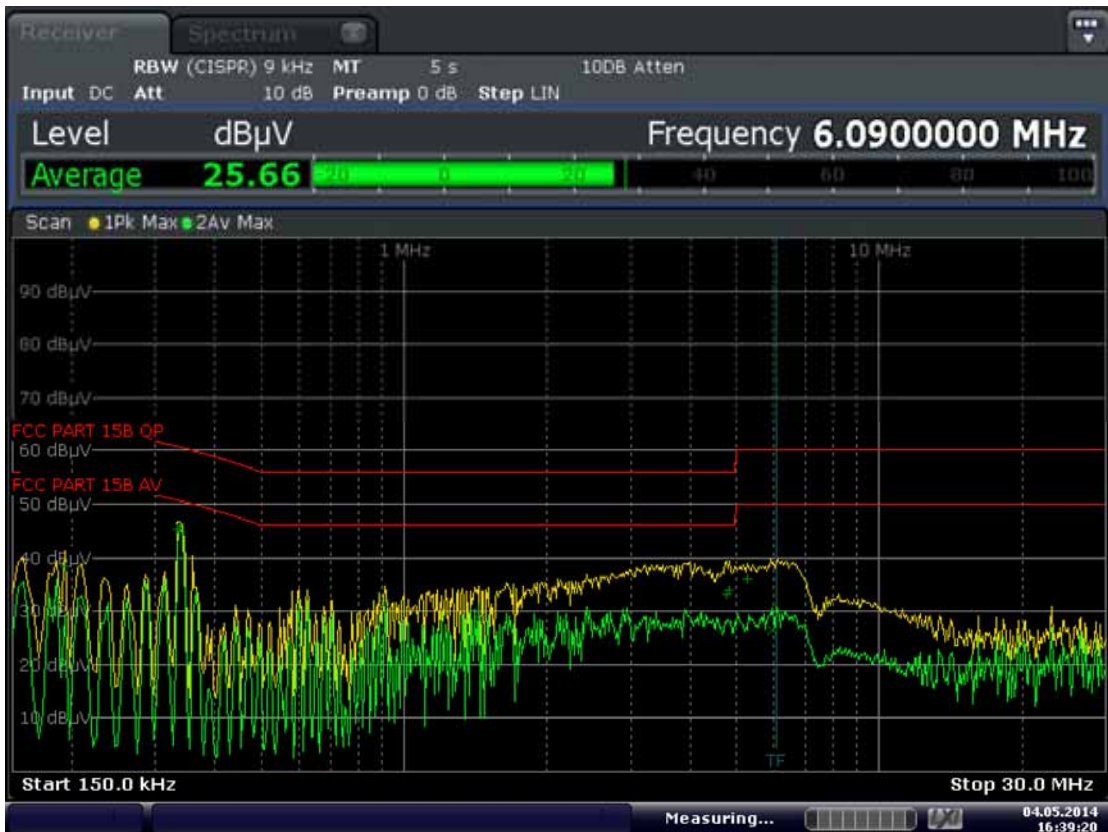 Receiver Spectrum
RBW (CISPR) 9 kHz MT 5 s 10DB Atten
Input DC Att 10 dB Preamp 0 dB Step LIN
Level dBµV Frequency 6.0900000 MHz
Average 25.66 -20 0 20 40 60 80 100
Scan 1Pk Max 2Av Max
1 MHz 10 MHz
90 dBµV
80 dBµV
70 dBµV
FCC PART 15B QP
60 dBµV
FCC PART 15B AV
50 dBµV
40 dBµV
30 dBµV
20 dBµV
10 dBµV
TF
Start 150.0 kHz Stop 30.0 MHz
Measuring... LXI 04.05.2014
16:39:20